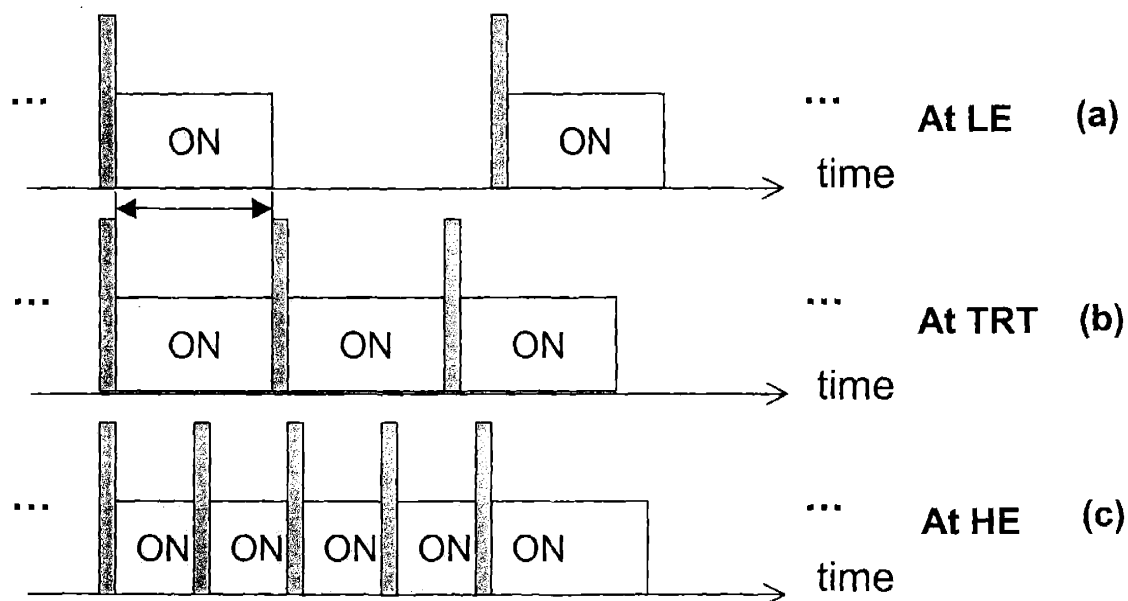 ... ON ON ... At LE (a)
time
... ON ON ON ... At TRT (b)
time
... ON ON ON ON ON ... At HE (c)
time